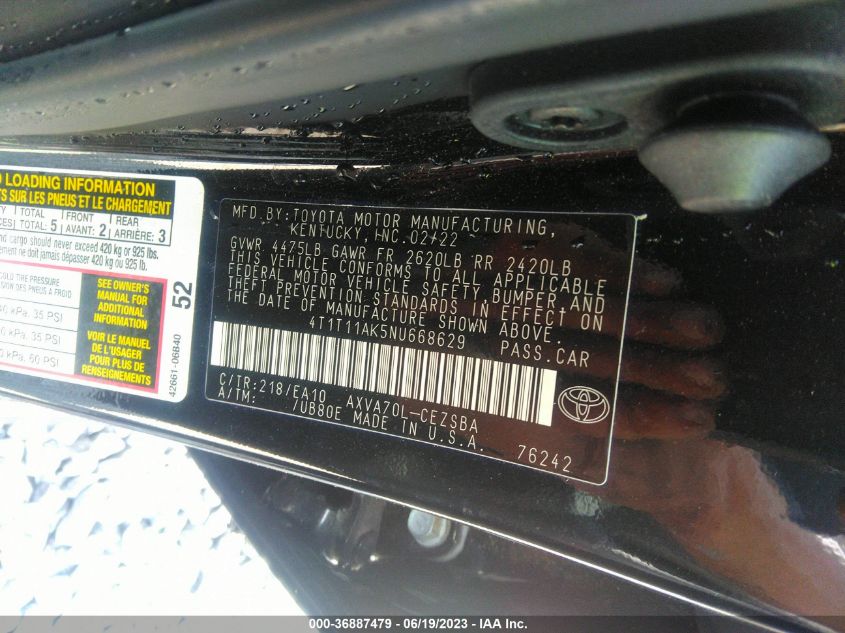 LOADING INFORMATION
S SUR LES PNEUS ET LE CHARGEMENT
TOTAL FRONT REAR
TOTAL: 5 AVANT: 2 ARRIÈRE: 3
cargo should never exceed 420 kg or 925 lbs.
ne doit jamais dépasser 420 kg ou 925 lb.
COLD TIRE PRESSURE
DES PNEUS À FROID
kPa, 35 PSI
kPa, 35 PSI
kPa, 60 PSI
SEE OWNER'S
MANUAL FOR
ADDITIONAL
INFORMATION
VOIR LE MANUEL
DE L'USAGER
POUR PLUS DE
RENSEIGNEMENTS
52
42661-06B40
MFD BY: TOYOTA MOTOR MANUFACTURING,
KENTUCKY, INC. 02/22
GVWR 4475LB GAWR FR 2620LB RR 2420LB
THIS VEHICLE CONFORMS TO ALL APPLICABLE
FEDERAL MOTOR VEHICLE SAFETY, BUMPER, AND
THEFT PREVENTION STANDARDS IN EFFECT ON
THE DATE OF MANUFACTURE SHOWN ABOVE.
4T1T11AK5NU668629 PASS.CAR
C/TR: 218/EA10 AXVA70L-CEZSBA
A/TM: /UB80E MADE IN U.S.A. 76242
TOYOTA
000-36887479 - 06/19/2023 - IAA Inc.